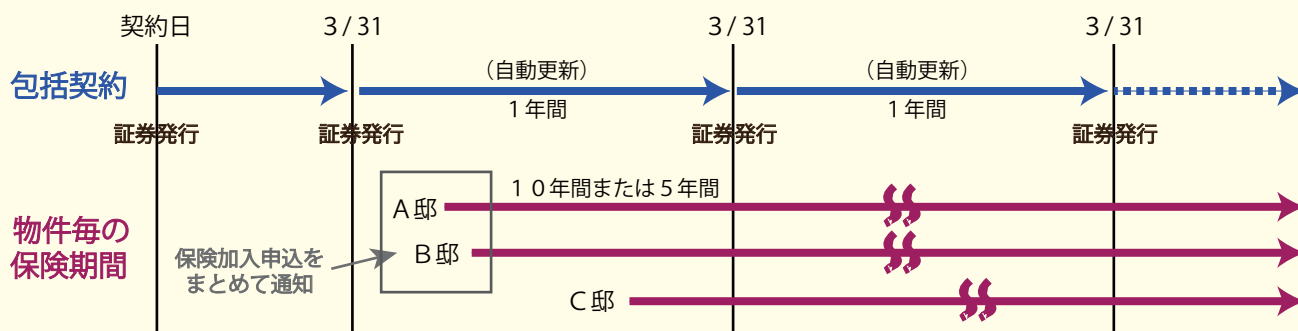 契約日
3/31
3/31
3/31
包括契約
(自動更新)
1年間
(自動更新)
1年間
証券発行
証券発行
証券発行
証券発行
物件毎の
保険期間
10年間または5年間
A邸
B邸
C邸
保険加入申込を
まとめて通知